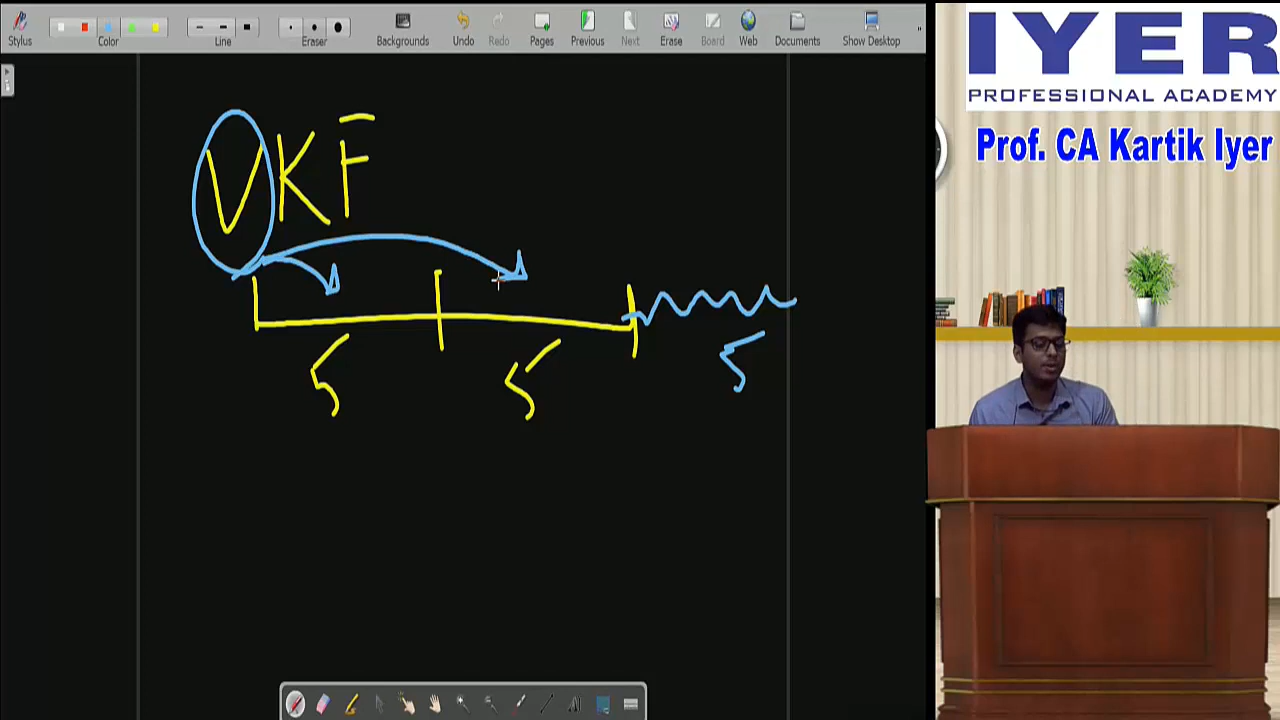 Stylus
Color
Line
Eraser
Backgrounds
Undo
Redo
Pages
Previous
Next
Erase
Board
Web
Documents
Show Desktop
IYER
PROFESSIONAL ACADEMY
Prof. CA Kartik Iyer
VKF
5 5 5